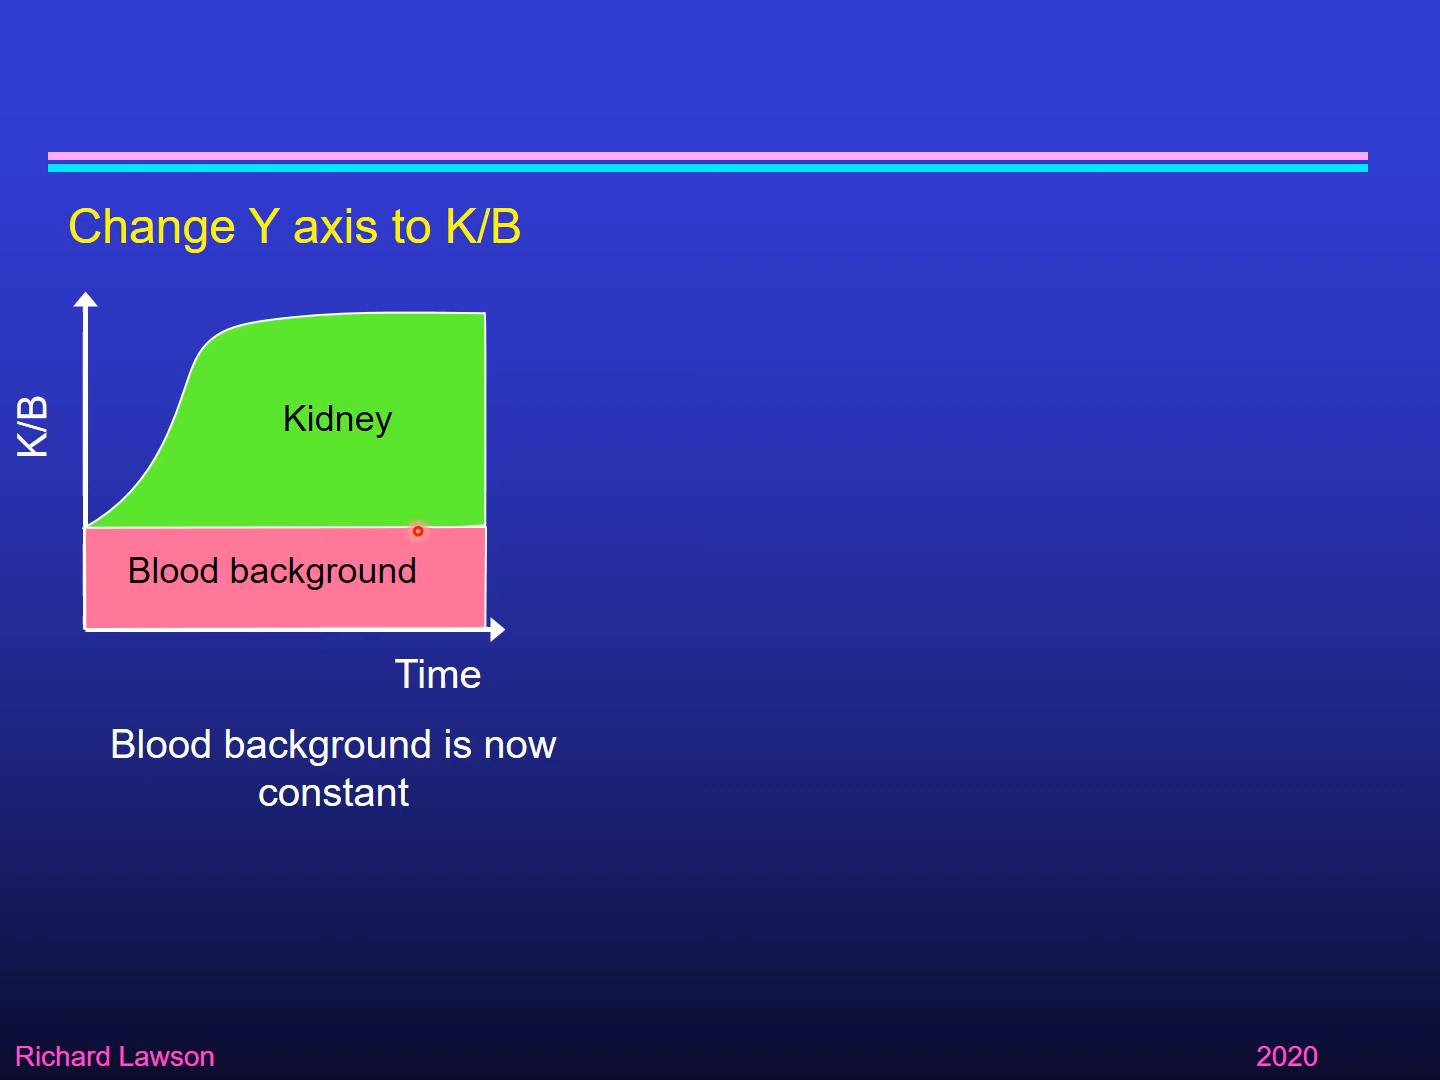 Change Y axis to K/B
K/B
Kidney
Blood background
Time
Blood background is now
constant
Richard Lawson
2020